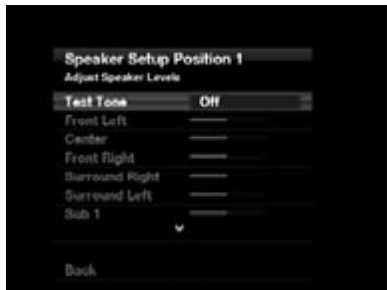 Speaker Setup Position 1
Adjust Speaker Levels
Test Tone Off
Front Left
Center
Front Right
Surround Right
Surround Left
Sub 1
Back